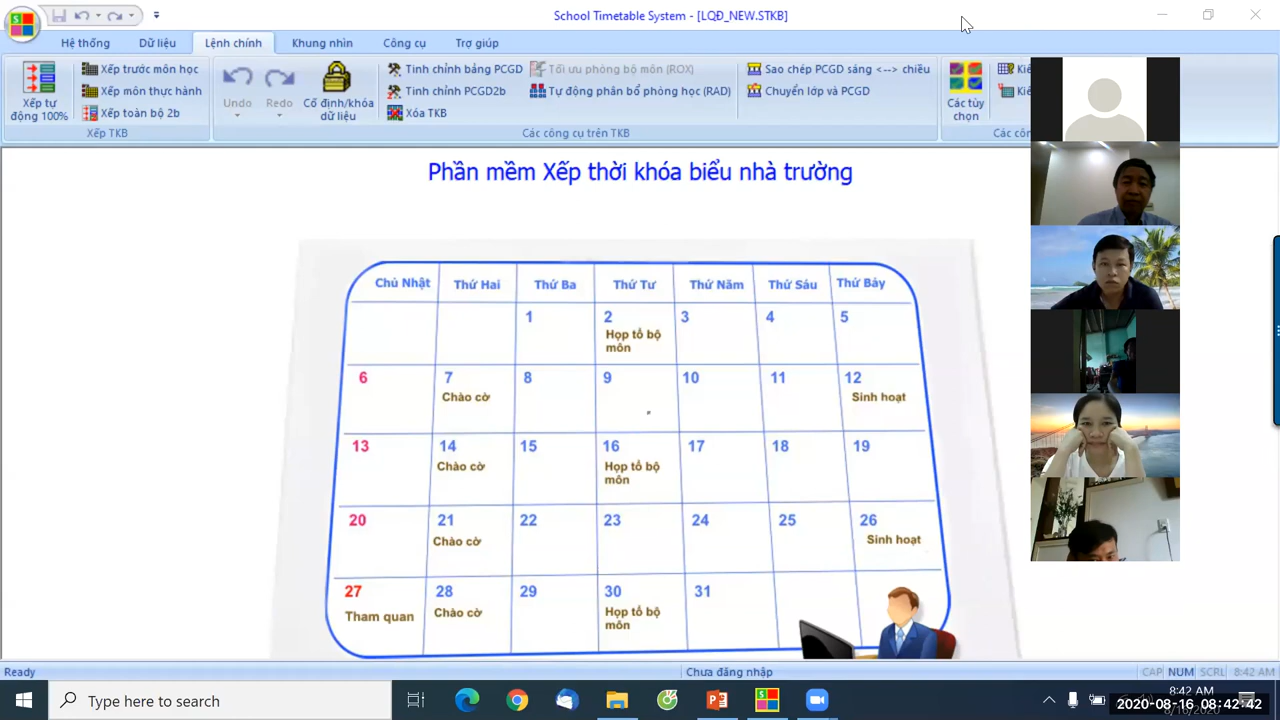 School Timetable System - [LQĐ_NEW.STKB]
Hệ thống Dữ liệu Lệnh chính Khung nhìn Công cụ Trợ giúp
Xếp tự động 100%
Xếp trước môn học
Xếp môn thực hành
Xếp toàn bộ 2b
Xếp TKB
Undo
Redo
Cố định/khóa dữ liệu
Tinh chỉnh bảng PCGD
Tinh chỉnh PCGD2b
Xóa TKB
Tối ưu phòng bộ môn (ROX)
Tự động phân bổ phòng học (RAD)
Sao chép PCGD sáng <--> chiều
Chuyển lớp và PCGD
Các công cụ trên TKB
Các tùy chọn
Phần mềm Xếp thời khóa biểu nhà trường
Chủ Nhật Thứ Hai Thứ Ba Thứ Tư Thứ Năm Thứ Sáu Thứ Bảy
1 2 3 4 5
Họp tổ bộ
môn
6 7 8 9 10 11 12
Chào cờ Sinh hoạt
13 14 15 16 17 18 19
Chào cờ Họp tổ bộ
môn
20 21 22 23 24 25 26
Chào cờ Sinh hoạt
27 28 29 30 31
Tham quan Chào cờ Họp tổ bộ
môn
Ready Chưa đăng nhập CAP NUM SCRL 8:42 AM
Type here to search
8:42 AM
2020-08-16 08:42:42